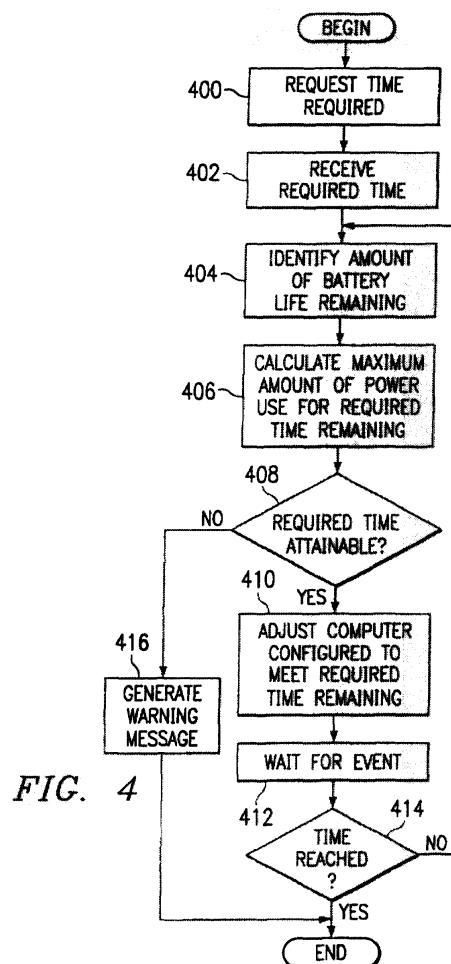 BEGIN
400
REQUEST TIME
REQUIRED
402
RECEIVE
REQUIRED TIME
404
IDENTIFY AMOUNT
OF BATTERY
LIFE REMAINING
406
CALCULATE MAXIMUM
AMOUNT OF POWER
USE FOR REQUIRED
TIME REMAINING
408
NO
REQUIRED TIME
ATTAINABLE?
YES
410
ADJUST COMPUTER
CONFIGURED TO
MEET REQUIRED
TIME REMAINING
416
GENERATE
WARNING
MESSAGE
WAIT FOR EVENT
412
FIG. 4
414
TIME
REACHED
?
NO
YES
END